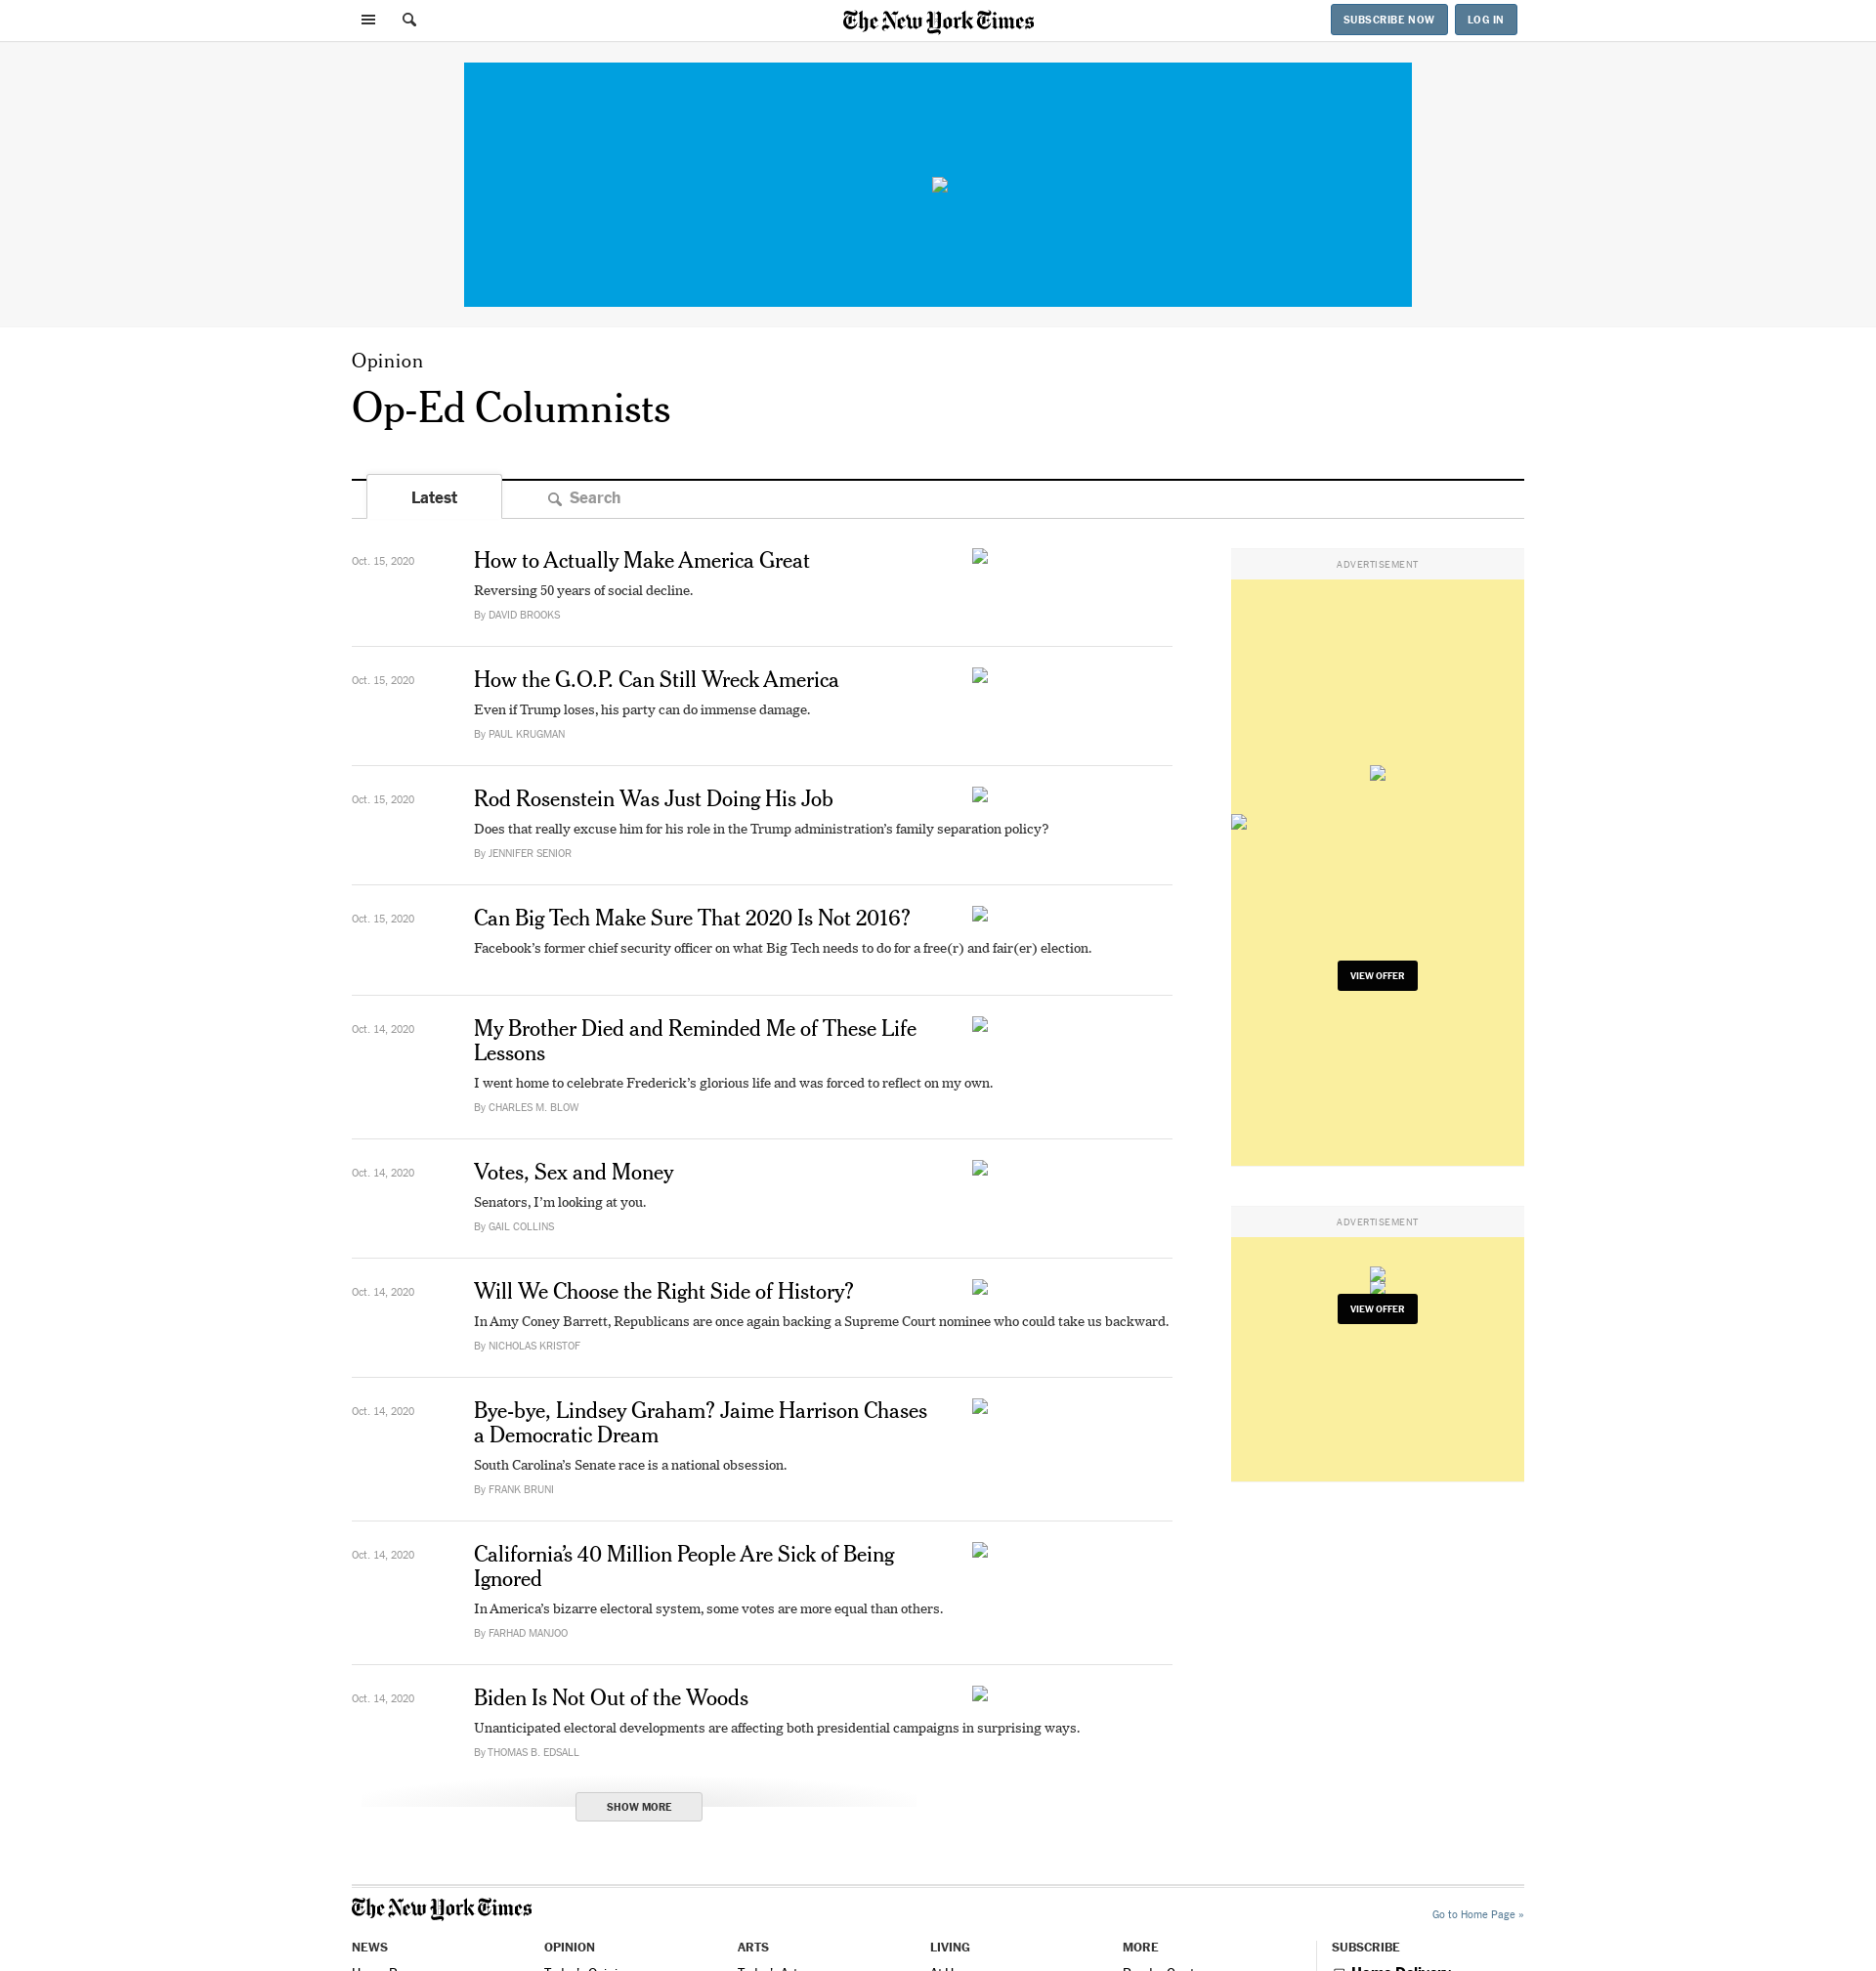 The New York Times
SUBSCRIBE NOW
LOG IN
Opinion
Op-Ed Columnists
Latest
Search
Oct. 15, 2020
How to Actually Make America Great
Reversing 50 years of social decline.
By DAVID BROOKS
Oct. 15, 2020
How the G.O.P. Can Still Wreck America
Even if Trump loses, his party can do immense damage.
By PAUL KRUGMAN
Oct. 15, 2020
Rod Rosenstein Was Just Doing His Job
Does that really excuse him for his role in the Trump administration’s family separation policy?
By JENNIFER SENIOR
Oct. 15, 2020
Can Big Tech Make Sure That 2020 Is Not 2016?
Facebook’s former chief security officer on what Big Tech needs to do for a free(r) and fair(er) election.
Oct. 14, 2020
My Brother Died and Reminded Me of These Life
Lessons
I went home to celebrate Frederick’s glorious life and was forced to reflect on my own.
By CHARLES M. BLOW
Oct. 14, 2020
Votes, Sex and Money
Senators, I’m looking at you.
By GAIL COLLINS
Oct. 14, 2020
Will We Choose the Right Side of History?
In Amy Coney Barrett, Republicans are once again backing a Supreme Court nominee who could take us backward.
By NICHOLAS KRISTOF
Oct. 14, 2020
Bye-bye, Lindsey Graham? Jaime Harrison Chases
a Democratic Dream
South Carolina’s Senate race is a national obsession.
By FRANK BRUNI
Oct. 14, 2020
California’s 40 Million People Are Sick of Being
Ignored
In America’s bizarre electoral system, some votes are more equal than others.
By FARHAD MANJOO
Oct. 14, 2020
Biden Is Not Out of the Woods
Unanticipated electoral developments are affecting both presidential campaigns in surprising ways.
By THOMAS B. EDSALL
SHOW MORE
ADVERTISEMENT
VIEW OFFER
ADVERTISEMENT
VIEW OFFER
The New York Times
Go to Home Page »
NEWS
OPINION
ARTS
LIVING
MORE
SUBSCRIBE
Home Delivery